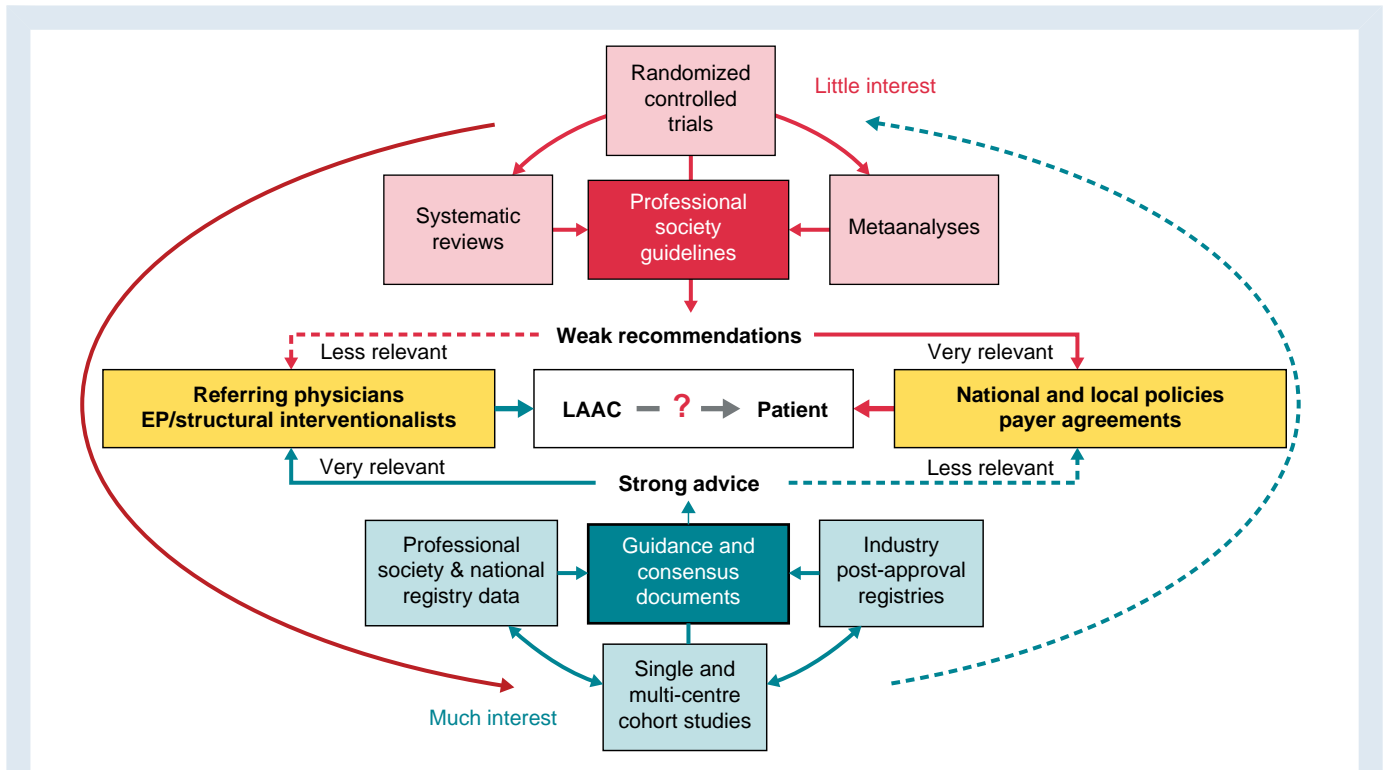 Randomized
controlled
trials
Little interest
Systematic
reviews
Professional
society
guidelines
Metaanalyses
Weak recommendations
Less relevant
Very relevant
Referring physicians
EP/structural interventionalists
LAAC ? Patient
National and local policies
payer agreements
Very relevant
Less relevant
Strong advice
Professional
society & national
registry data
Guidance and
consensus
documents
Industry
post-approval
registries
Single and
multi-centre
cohort studies
Much interest